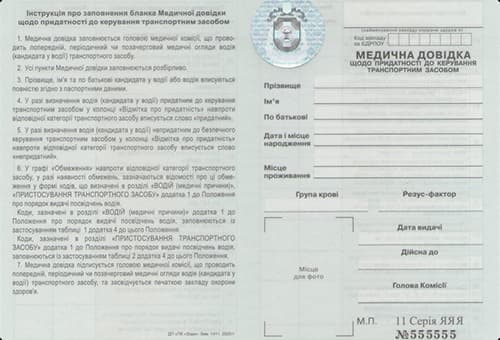 Інструкція про заповнення бланка Медичної довідки
щодо придатності до керування транспортним засобом
1. Медична довідка заповнюється головою медичної комісії, що прово-
дить попередній, періодичний чи позачерговий медичні огляди водія (кандидата
у водії) транспортного засобу.
2. Усі пункти Медичної довідки заповнюються розбірливо.
3. Прізвище, ім'я та по батькові кандидату або водія вписуються
повністю згідно з паспортними даними.
4. У разі визначення водія (кандидата у водії) придатним до керування
транспортним засобом у колонці «Відмітка про придатність» навпроти
відповідної категорії транспортного засобу вписується слово «придатний».
5. У разі визначення водія (кандидата у водії) непридатним до безпечного
керування транспортним засобом у колонці «Відмітка про придатність»
навпроти відповідної категорії транспортного засобу вписується слово
«непридатний».
6. У графі «Обмеження» навпроти відповідної категорії транспортного
засобу, у разі наявності обмежень, зазначаються відомості про ці обме-
ження у формі кодів, що визначені в розділах «ВОДІЙ (медичні причини)»,
«ПРИСТОСУВАННЯ ТРАНСПОРТНОГО ЗАСОБУ» додатка 1 до Положення
про порядок видачі посвідчень водія.
Коди, зазначені в розділі «ВОДІЙ (медичні причини)» додатка 1 до
Положення про порядок видачі посвідчень водія, заповнюються із
застосуванням таблиці 1 додатка 4 до цього Положення.
Коди, зазначені в розділі «ПРИСТОСУВАННЯ ТРАНСПОРТНОГО
ЗАСОБУ» додатка 1 до Положення про порядок видачі посвідчень водія,
заповнюються із застосуванням таблиці 2 додатка 4 до цього Положення.
7. Медична довідка підписується головою медичної комісії, що проводить
попередній, періодичний чи позачерговий медичні огляди водія (кандидата у
водії) транспортного засобу, та засвідчується печаткою закладу охорони
здоров'я.
Код закладу
за ЄДРПОУ
МЕДИЧНА ДОВІДКА
ЩОДО ПРИДАТНОСТІ ДО КЕРУВАННЯ
ТРАНСПОРТНИМ ЗАСОБОМ
Прізвище
Ім'я
По батькові
Дата і місце
народження
Місце
проживання
Група крові
Резус-фактор
Місце
для фото
Дата видачі
Дійсна до
Голова Комісії
М.П.
11 Серія ЯЯЯ
№555555